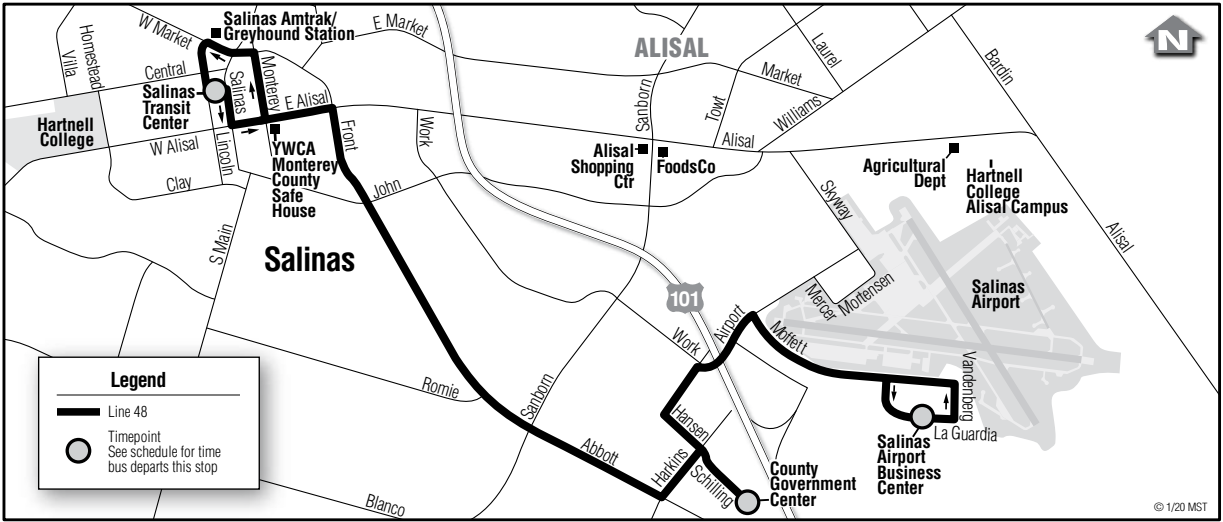 Salinas Amtrak/
Greyhound Station
W Market
E Market
Homestead
Villa
Central
Salinas
Monterey
E Alisal
Salinas
Transit
Center
Hartnell
College
W Alisal
Lincoln
Clay
YWCA
Monterey
County
Safe
House
Front
John
Work
S Main
Salinas
ALISAL
Sanborn
Towt
Market
Laurel
Williams
Alisal
Bardin
N
Alisal
Shopping
Ctr
FoodsCo
Agricultural
Dept
Hartnell
College
Alisal Campus
Skyway
Alisal
Salinas
Airport
Mercer
Mortensen
101
Airport
Work
Moffett
Vandenberg
La Guardia
Salinas
Airport
Business
Center
Hansen
Harkins
Schilling
County
Government
Center
Romie
Sanborn
Abbott
Blanco
Legend
Line 48
Timepoint
See schedule for time
bus departs this stop
© 1/20 MST